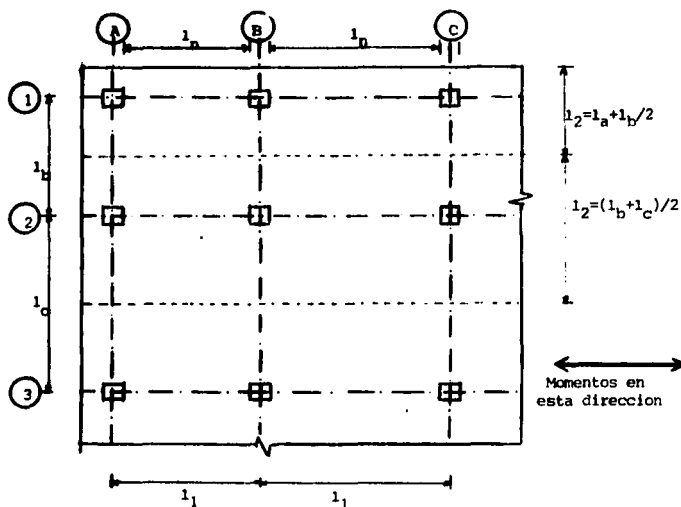 A B C
l_n l_n
1
l_2=l_a+l_b/2
l_b
2
l_2=(l_b+l_c)/2
l_c
3
Momentos en
esta direccion
l_1 l_1